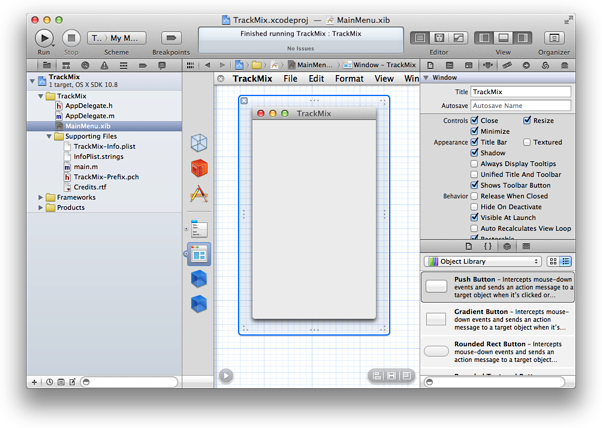 TrackMix.xcodeproj — MainMenu.xib
Run
Stop
T... › My M...
Scheme
Breakpoints
Finished running TrackMix : TrackMix
No Issues
Editor
View
Organizer
MainMen...
Window – TrackMix
TrackMix
1 target, OS X SDK 10.8
TrackMix
AppDelegate.h
AppDelegate.m
MainMenu.xib
Supporting Files
TrackMix-Info.plist
InfoPlist.strings
main.m
TrackMix-Prefix.pch
Credits.rtf
Frameworks
Products
TrackMix File Edit Format View Win
TrackMix
Window
Title TrackMix
Autosave Autosave Name
Controls Close Resize
Minimize
Appearance Title Bar Textured
Shadow
Always Display Tooltips
Unified Title And Toolbar
Shows Toolbar Button
Behavior Release When Closed
Hide On Deactivate
Visible At Launch
Auto Recalculates View Loop
Restorable
{ }
Object Library
Push Button - Intercepts mouse-down
events and sends an action message to a
target object when it's clicked or...
Gradient Button - Intercepts
mouse-down events and sends an action
message to a target object when it's...
Rounded Rect Button - Intercepts
mouse-down events and sends an action
message to a target object when it's...